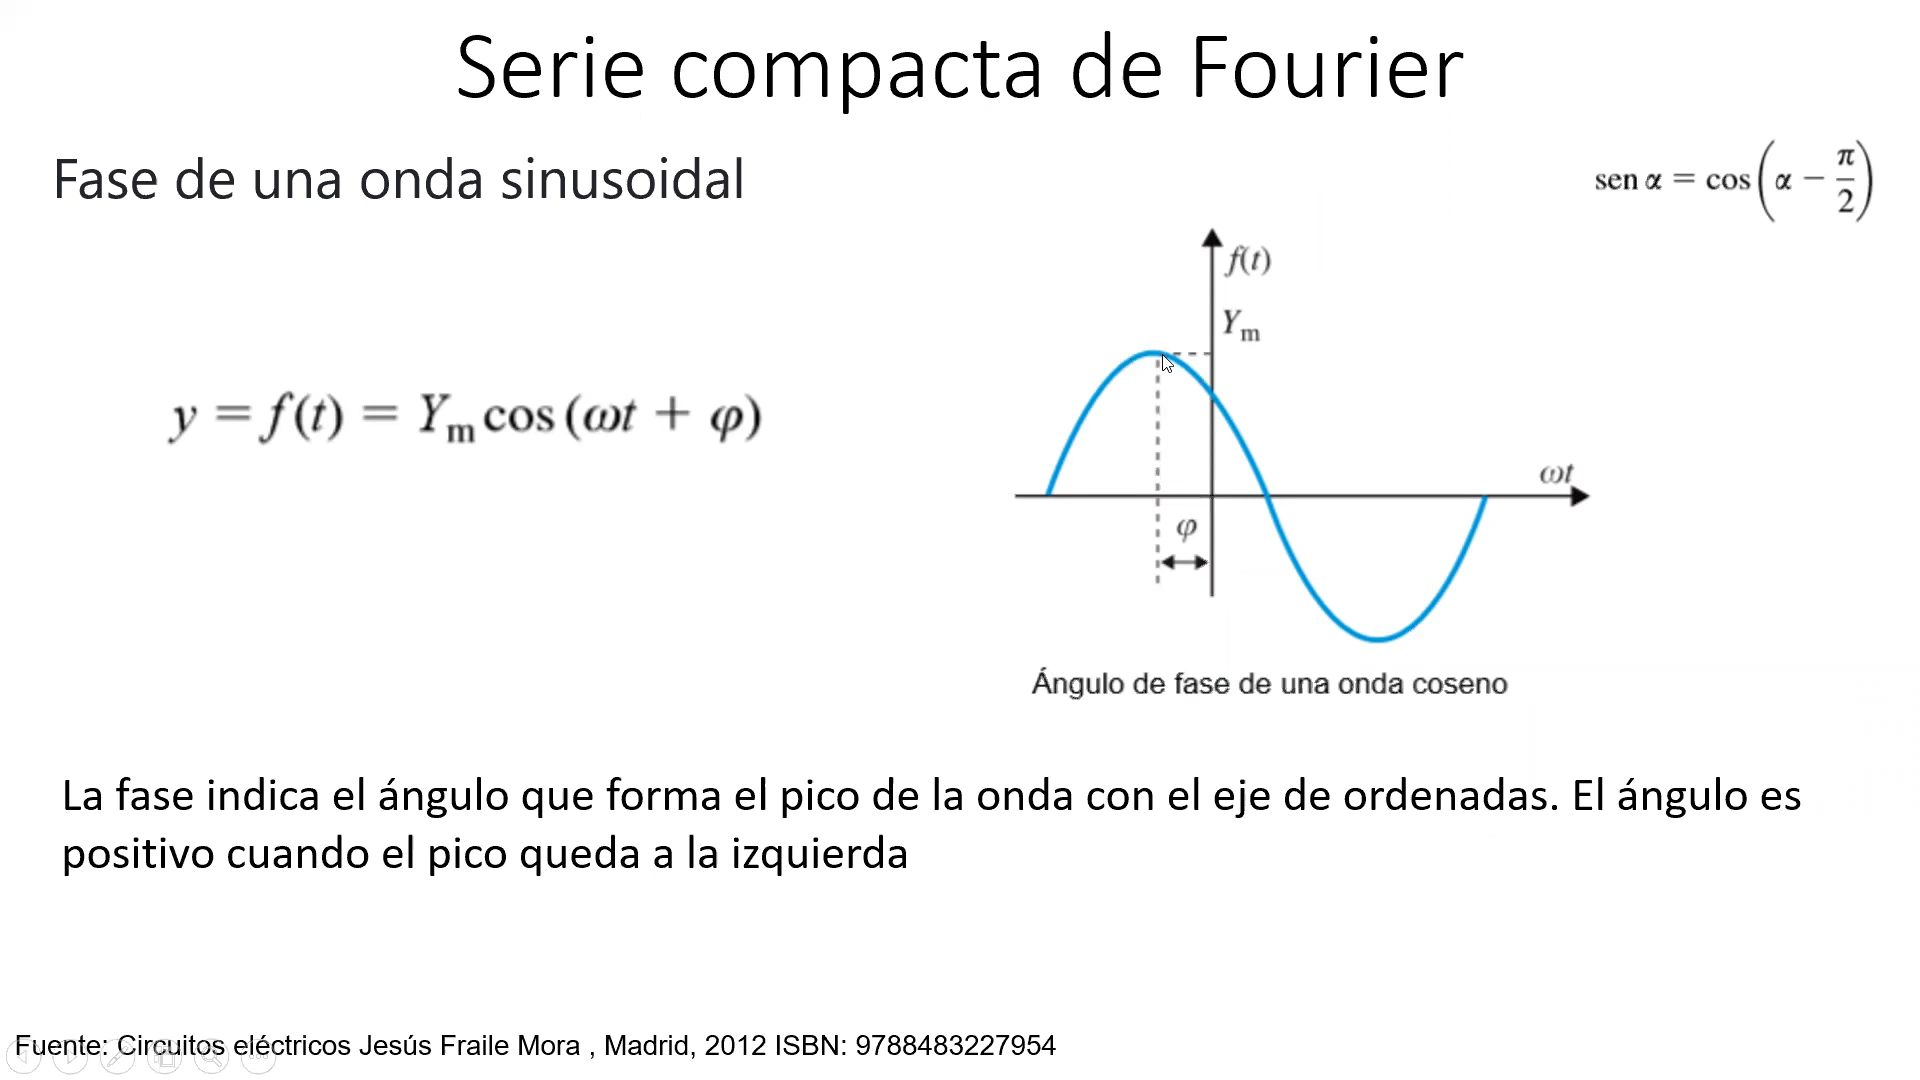 Serie compacta de Fourier
Fase de una onda sinusoidal
sen α = cos(α − π/2)
f(t)
Yₘ
y = f(t) = Yₘ cos (ωt + φ)
ωt
φ
Ángulo de fase de una onda coseno
La fase indica el ángulo que forma el pico de la onda con el eje de ordenadas. El ángulo es
positivo cuando el pico queda a la izquierda
Fuente: Circuitos eléctricos Jesús Fraile Mora , Madrid, 2012 ISBN: 9788483227954